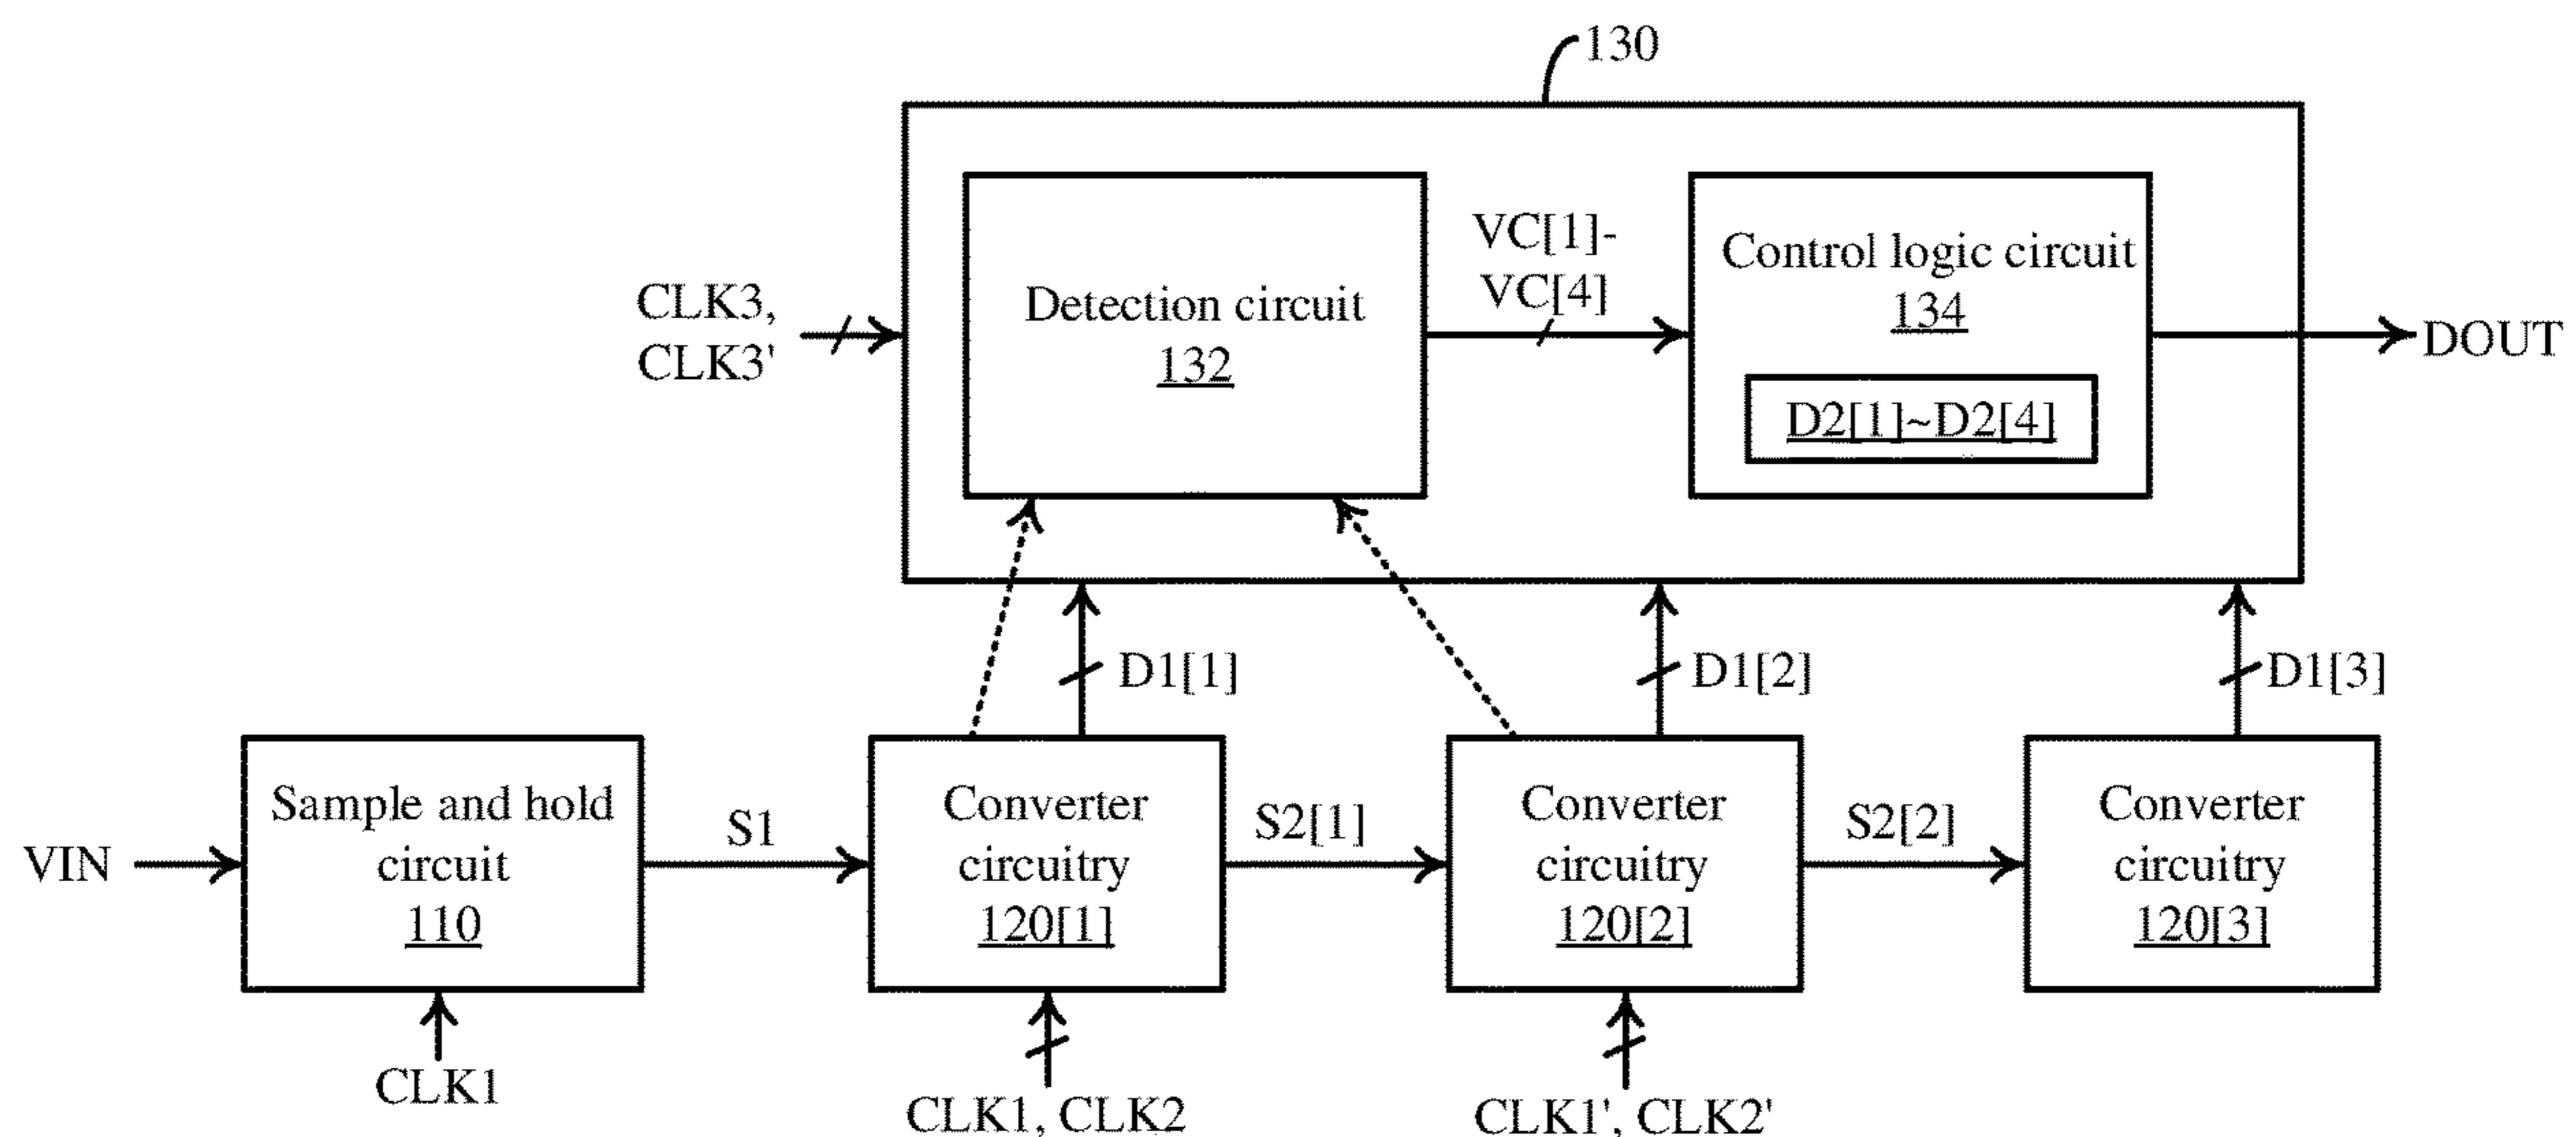 130
VC[1]-
VC[4]
CLK3,
CLK3'
Detection circuit
132
Control logic circuit
134
D2[1]~D2[4]
DOUT
D1[1]
D1[2]
D1[3]
VIN
Sample and hold
circuit
110
S1
Converter
circuitry
120[1]
S2[1]
Converter
circuitry
120[2]
S2[2]
Converter
circuitry
120[3]
CLK1
CLK1, CLK2
CLK1', CLK2'